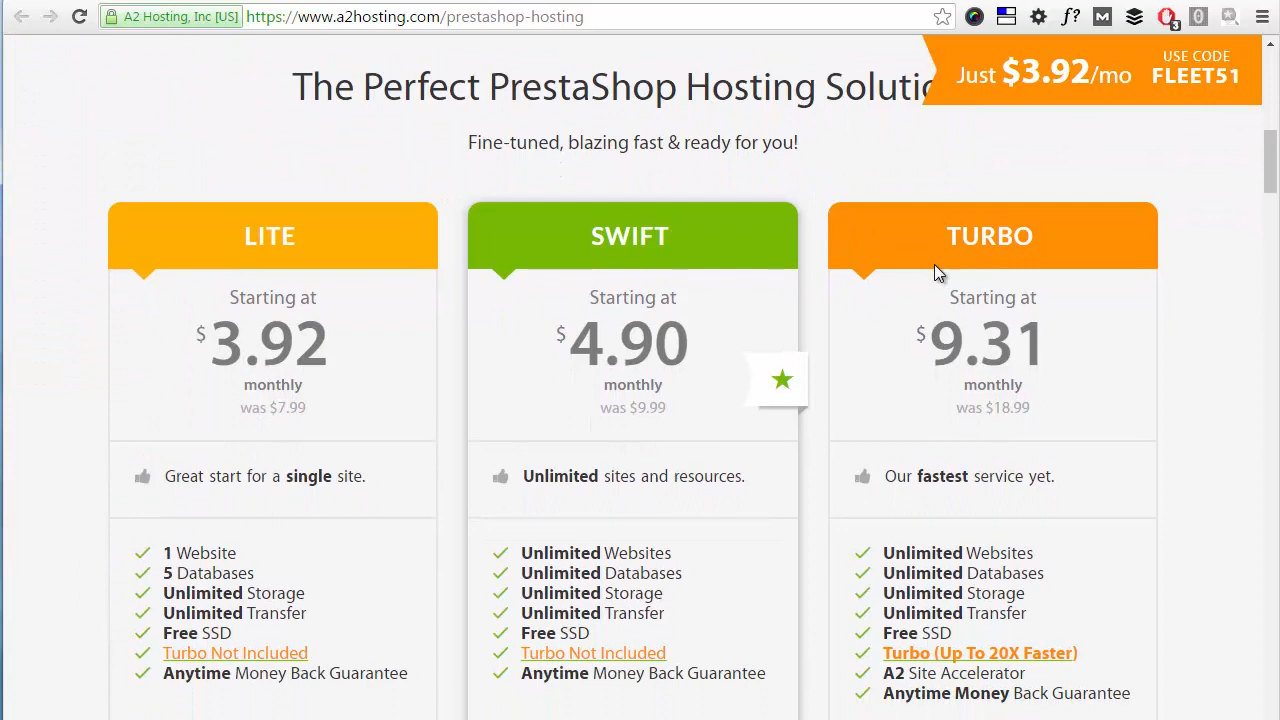 A2 Hosting, Inc [US] https://www.a2hosting.com/prestashop-hosting
f?
M
0
3
Just $3.92/mo
USE CODE
FLEET51
The Perfect PrestaShop Hosting Solutio
Fine-tuned, blazing fast & ready for you!
LITE
Starting at
$3.92
monthly
was $7.99
Great start for a single site.
1 Website
5 Databases
Unlimited Storage
Unlimited Transfer
Free SSD
Turbo Not Included
Anytime Money Back Guarantee
SWIFT
Starting at
$4.90
monthly
was $9.99
Unlimited sites and resources.
Unlimited Websites
Unlimited Databases
Unlimited Storage
Unlimited Transfer
Free SSD
Turbo Not Included
Anytime Money Back Guarantee
TURBO
Starting at
$9.31
monthly
was $18.99
Our fastest service yet.
Unlimited Websites
Unlimited Databases
Unlimited Storage
Unlimited Transfer
Free SSD
Turbo (Up To 20X Faster)
A2 Site Accelerator
Anytime Money Back Guarantee